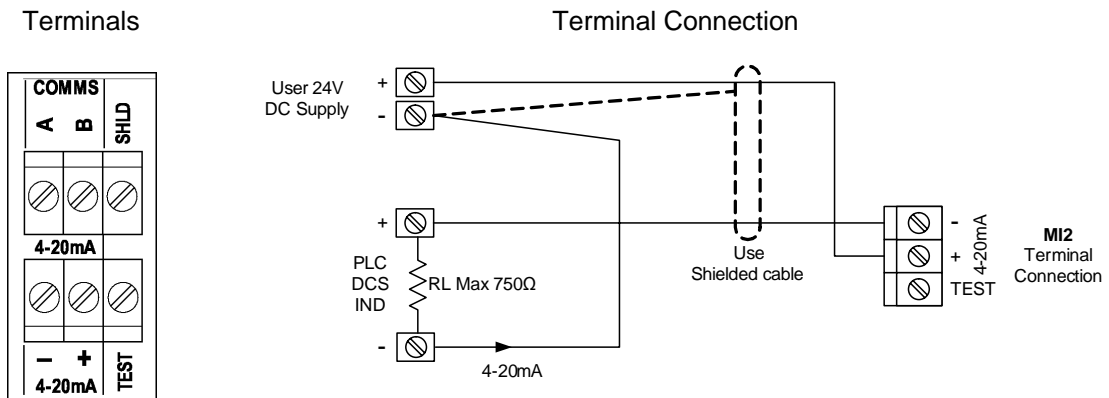 Terminals
COMMS
A B SHLD
4-20mA
− + TEST
4-20mA
Terminal Connection
User 24V
DC Supply
+
-
+
PLC
DCS
IND
RL Max 750Ω
-
4-20mA
Use
Shielded cable
-
+
4-20mA
TEST
MI2
Terminal
Connection